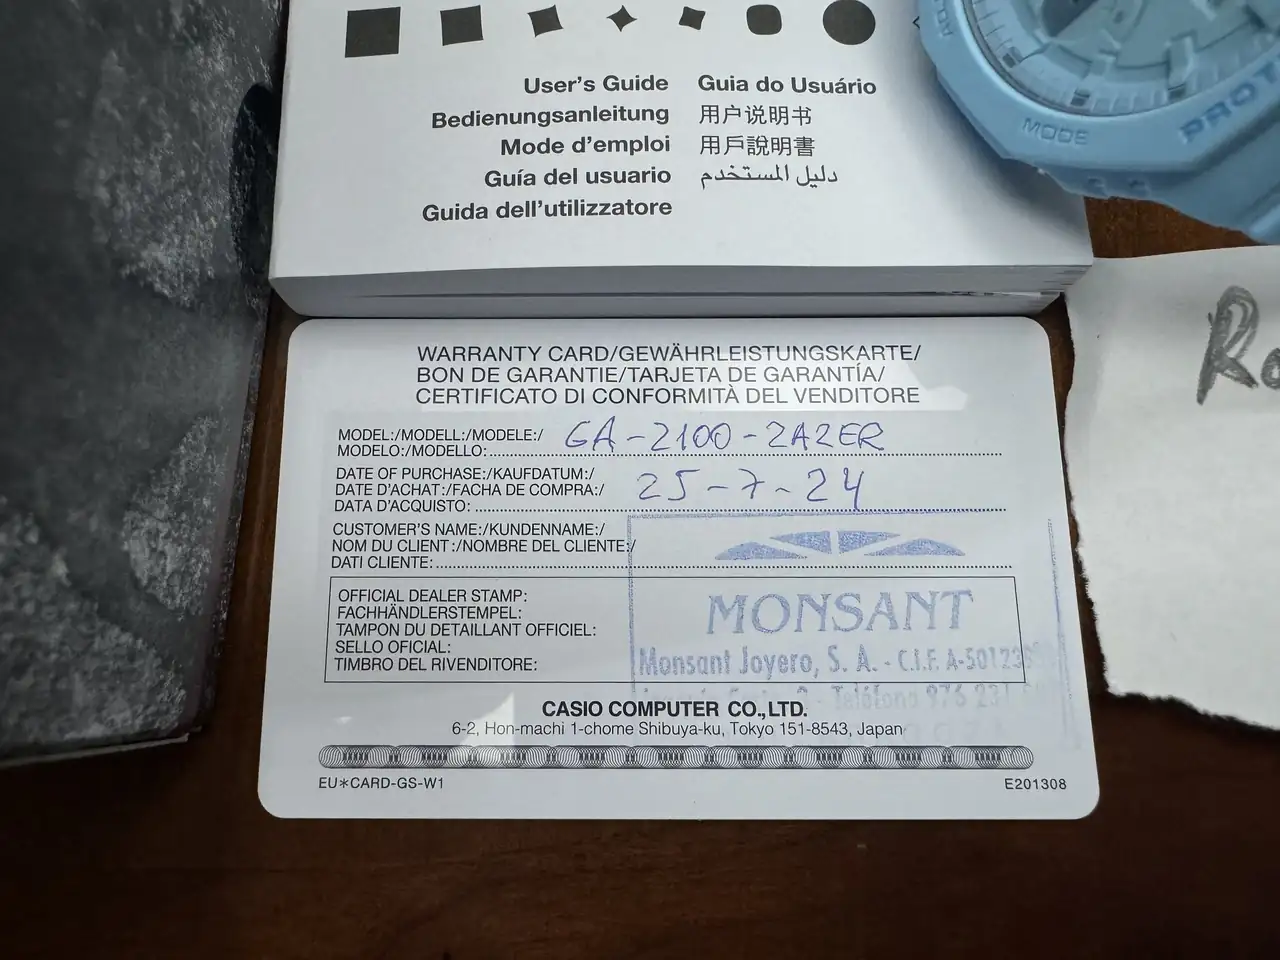 User's Guide
Bedienungsanleitung
Mode d'emploi
Guía del usuario
Guida dell'utilizzatore
Guia do Usuário
用户说明书
用戶說明書
دليل المستخدم
MODE
WARRANTY CARD/GEWÄHRLEISTUNGSKARTE/
BON DE GARANTIE/TARJETA DE GARANTÍA/
CERTIFICATO DI CONFORMITÀ DEL VENDITORE
MODEL:/MODELL:/MODELE:/
MODELO:/MODELLO: GA-2100-2A2ER
DATE OF PURCHASE:/KAUFDATUM:/
DATE D'ACHAT:/FACHA DE COMPRA:/
DATA D'ACQUISTO: 25-7-24
CUSTOMER'S NAME:/KUNDENNAME:/
NOM DU CLIENT:/NOMBRE DEL CLIENTE:/
DATI CLIENTE:
OFFICIAL DEALER STAMP:
FACHHÄNDLERSTEMPEL:
TAMPON DU DETAILLANT OFFICIEL:
SELLO OFICIAL:
TIMBRO DEL RIVENDITORE:
MONSANT
Monsant Joyero, S. A. - C.I.F. A-50123
Teléfono 976 231
CASIO COMPUTER CO.,LTD.
6-2, Hon-machi 1-chome Shibuya-ku, Tokyo 151-8543, Japan
EU*CARD-GS-W1
E201308